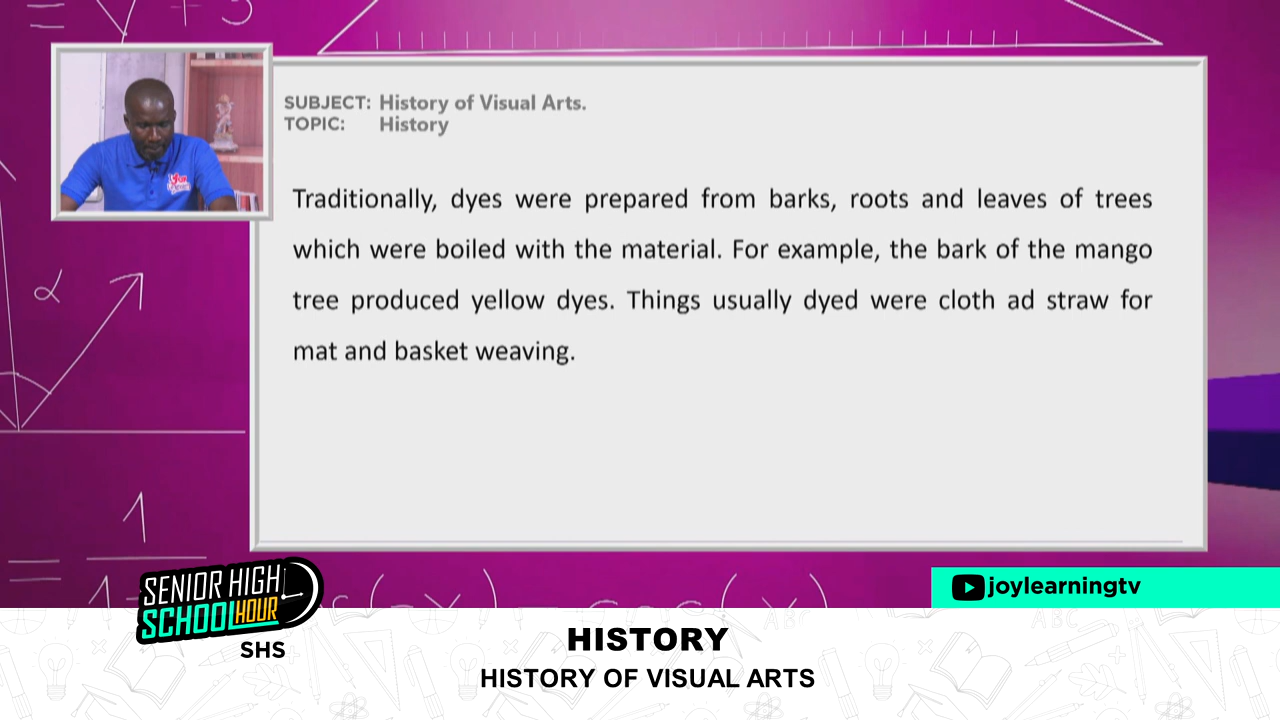 SUBJECT: History of Visual Arts.
TOPIC: History
Traditionally, dyes were prepared from barks, roots and leaves of trees
which were boiled with the material. For example, the bark of the mango
tree produced yellow dyes. Things usually dyed were cloth ad straw for
mat and basket weaving.
SENIOR HIGH
SCHOOL HOUR
SHS
joylearningtv
HISTORY
HISTORY OF VISUAL ARTS